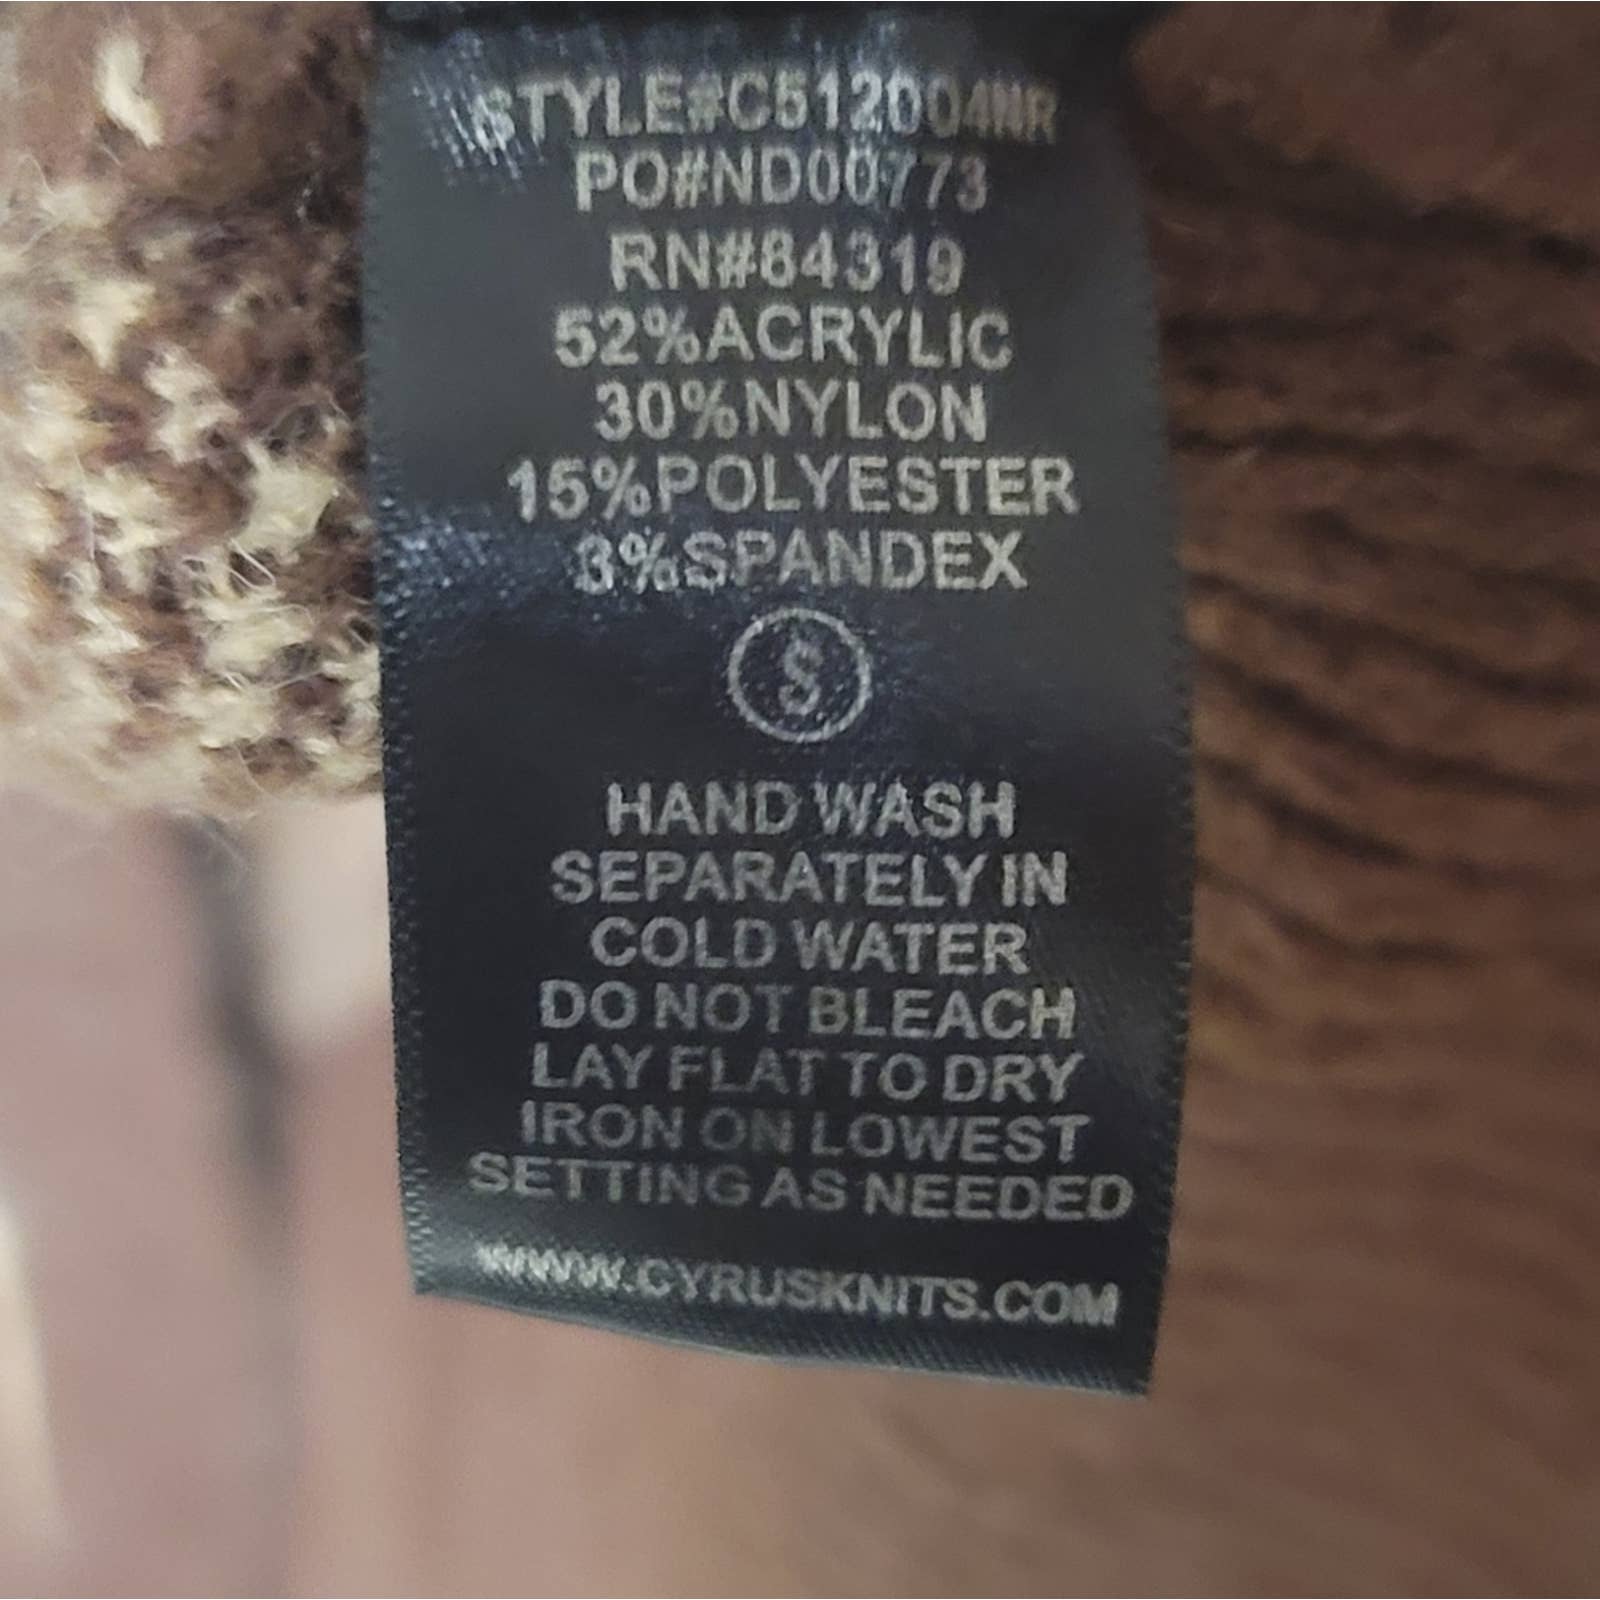 STYLE#C512004NR
PO#ND00773
RN#84319
52%ACRYLIC
30%NYLON
15%POLYESTER
3%SPANDEX
S
HAND WASH
SEPARATELY IN
COLD WATER
DO NOT BLEACH
LAY FLAT TO DRY
IRON ON LOWEST
SETTING AS NEEDED
WWW.CYRUSKNITS.COM